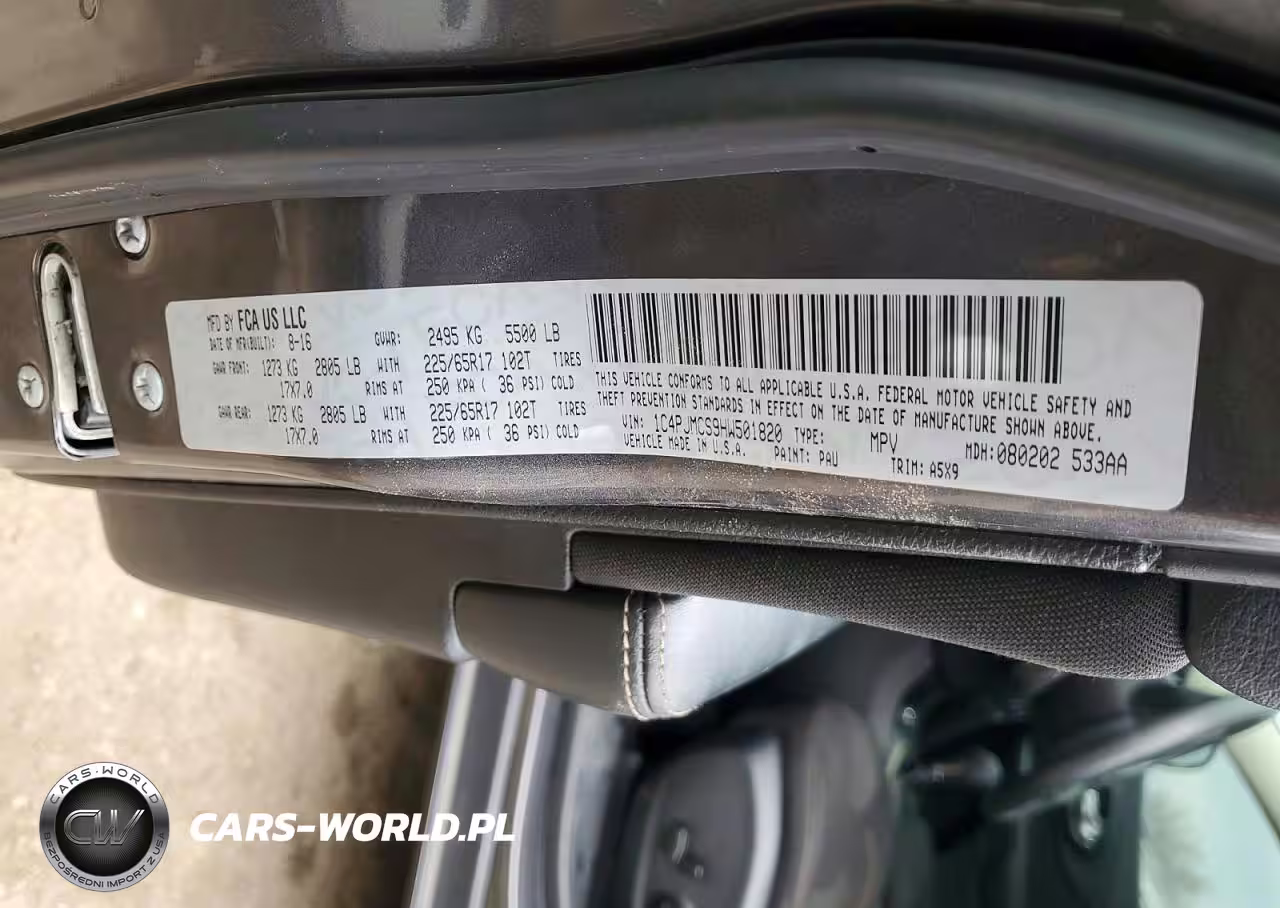 MFD BY FCA US LLC
DATE OF MFR(BUILT): 8-16 GVWR: 2495 KG 5500 LB
GAWR FRONT: 1273 KG 2805 LB WITH 225/65R17 102T TIRES
17X7.0 RIMS AT 250 KPA ( 36 PSI) COLD
GAWR REAR: 1273 KG 2805 LB WITH 225/65R17 102T TIRES
17X7.0 RIMS AT 250 KPA ( 36 PSI) COLD
THIS VEHICLE CONFORMS TO ALL APPLICABLE U.S.A. FEDERAL MOTOR VEHICLE SAFETY AND
THEFT PREVENTION STANDARDS IN EFFECT ON THE DATE OF MANUFACTURE SHOWN ABOVE.
VIN: 1C4PJMCS9HW501820 TYPE: MPV MDH:080202 533AA
VEHICLE MADE IN U.S.A. PAINT: PAU TRIM: A5X9
CARS-WORLD
CW
BEZPOŚREDNI IMPORT Z USA
CARS-WORLD.PL